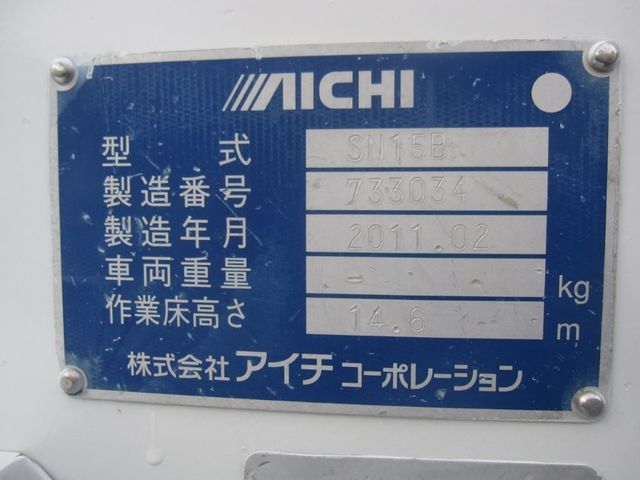 AICHI
型式 SN15B
製造番号 733034
製造年月 2011.02
車両重量 - kg
作業床高さ 14.6 m
株式会社アイチコーポレーション